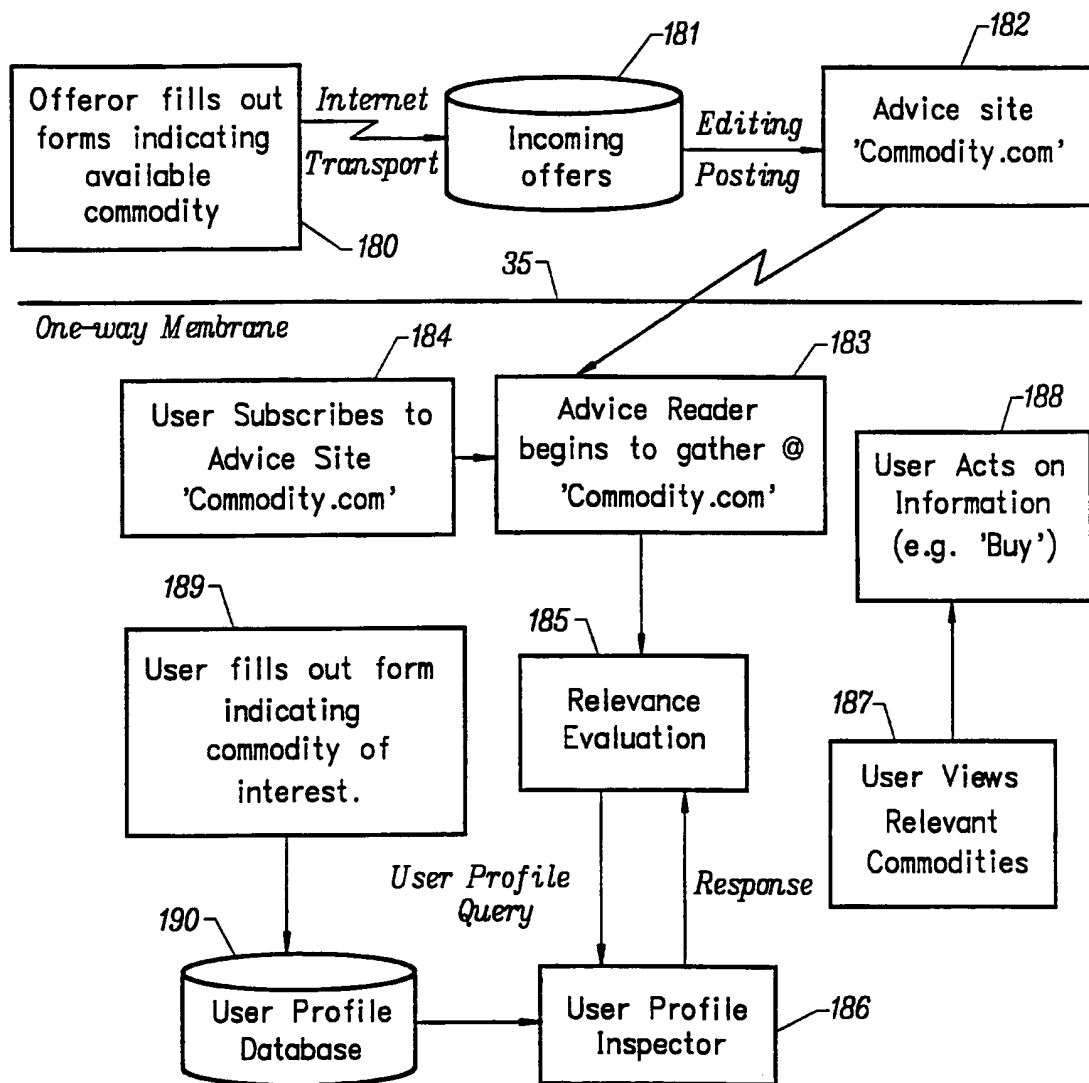 181
182
Offeror fills out
forms indicating
available
commodity
Internet
Transport
Incoming
offers
Editing
Posting
Advice site
'Commodity.com'
180
35
One-way Membrane
184
183
User Subscribes to
Advice Site
'Commodity.com'
Advice Reader
begins to gather @
'Commodity.com'
188
User Acts on
Information
(e.g. 'Buy')
189
User fills out form
indicating
commodity of
interest.
185
Relevance
Evaluation
187
User Views
Relevant
Commodities
User Profile
Query
Response
190
User Profile
Database
User Profile
Inspector
186